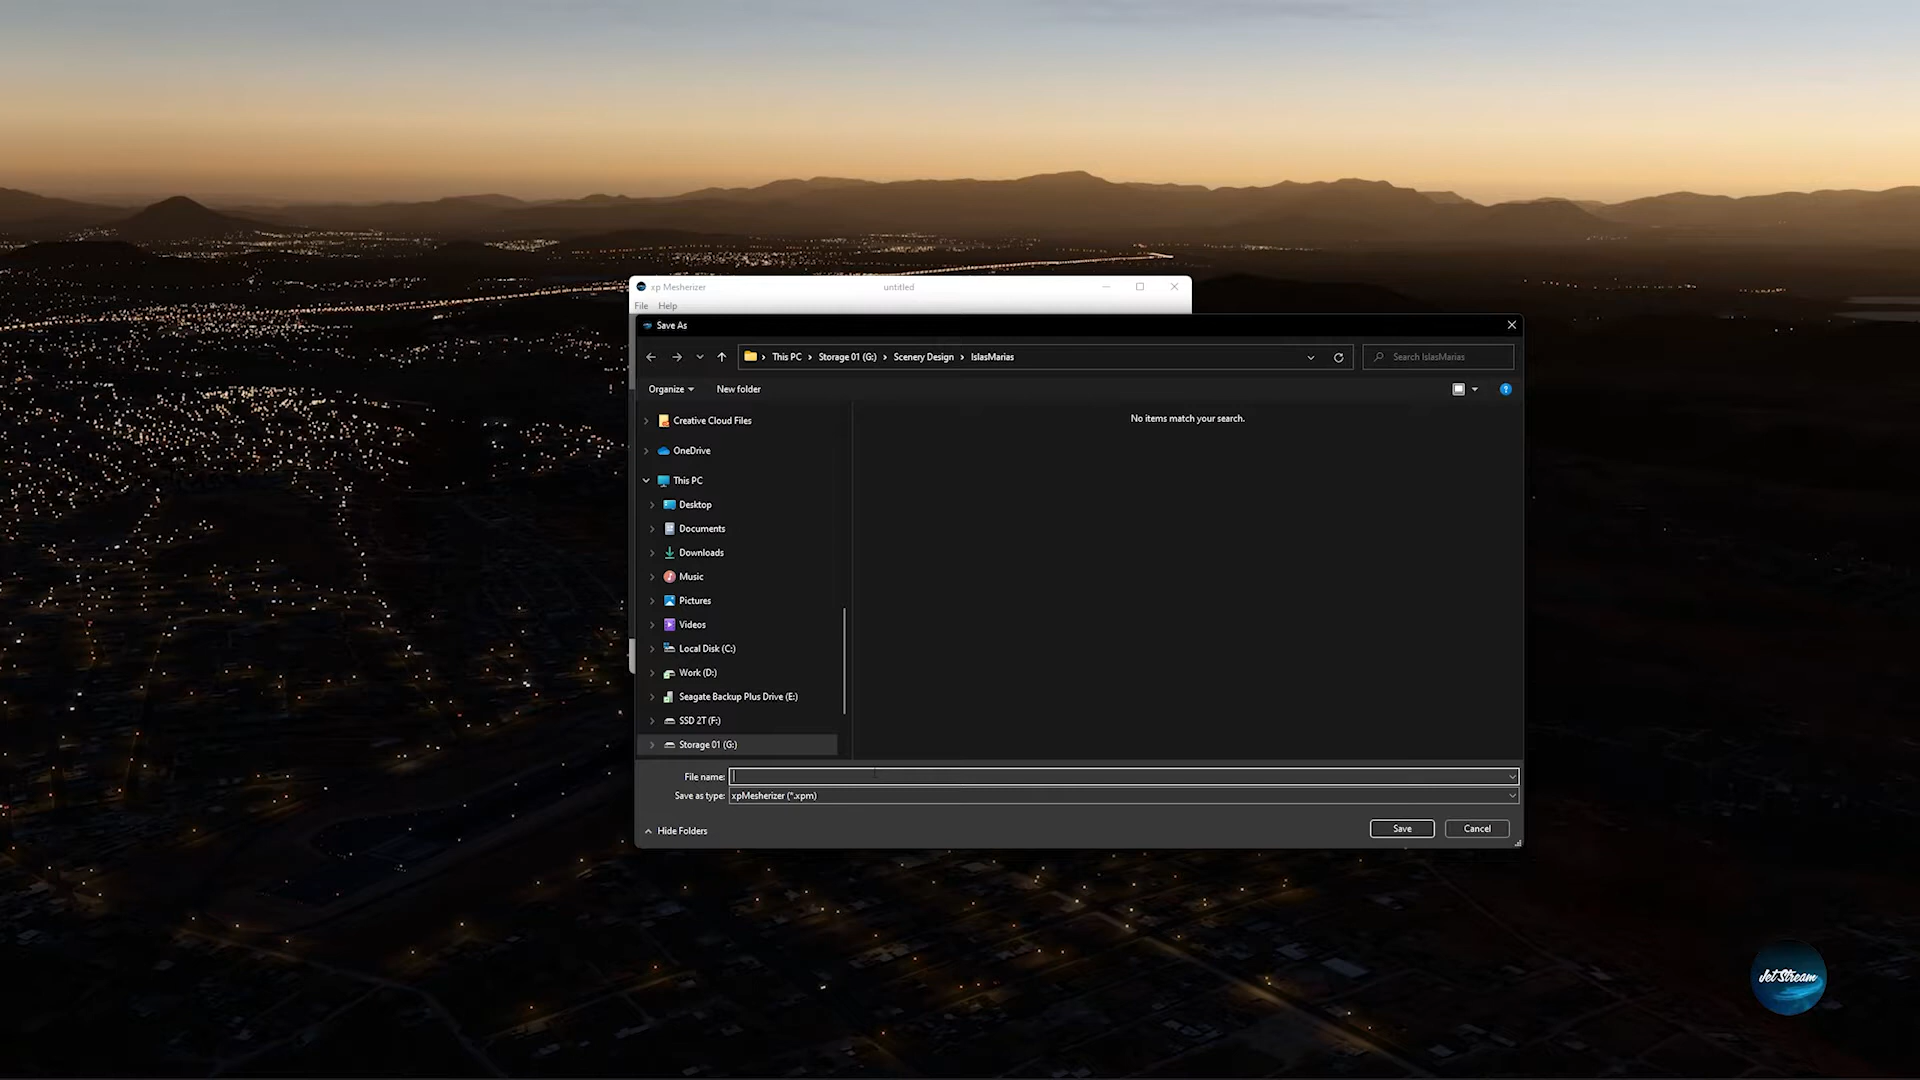 xp Mesherizer
untitled
File Help
Save As
This PC
Storage 01 (G:)
Scenery Design
IslasMarias
Search IslasMarias
Organize
New folder
Creative Cloud Files
No items match your search.
OneDrive
This PC
Desktop
Documents
Downloads
Music
Pictures
Videos
Local Disk (C:)
Work (D:)
Seagate Backup Plus Drive (E:)
SSD 2T (F:)
Storage 01 (G:)
File name:
Save as type: xpMesherizer (*.xpm)
Hide Folders
Save
Cancel
Jet Stream